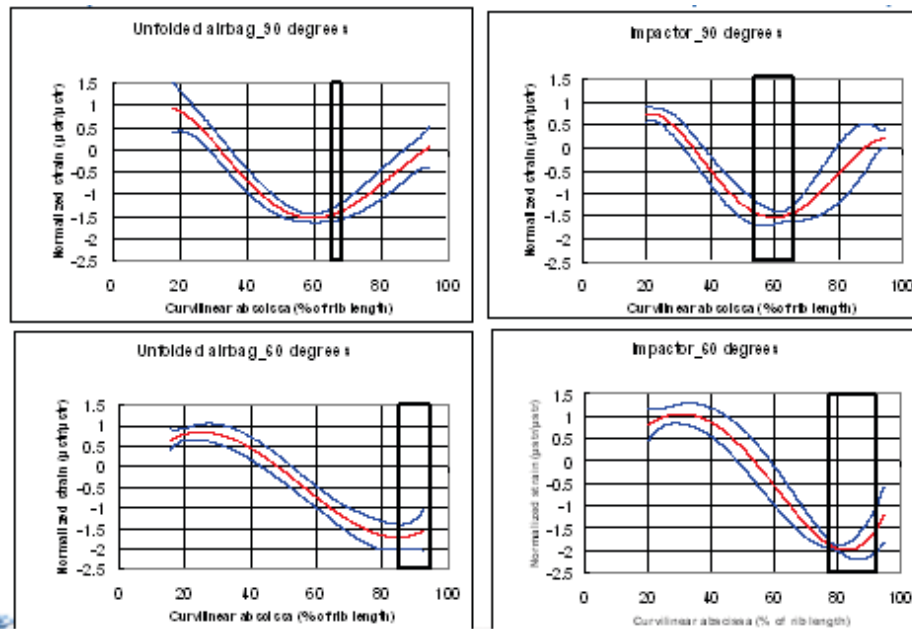 Unfolded airbag_90 degrees
Normalized strain (µstr/µstr)
1.5
1
0.5
0
-0.5
-1
-1.5
-2
-2.5
0 20 40 60 80 100
Curvilinear abscissa (% of rib length)
Impactor_90 degrees
Normalized strain (µstr/µstr)
1.5
1
0.5
0
-0.5
-1
-1.5
-2
-2.5
0 20 40 60 80 100
Curvilinear abscissa (% of rib length)
Unfolded airbag_60 degrees
Normalized strain (µstr/µstr)
1.5
1
0.5
0
-0.5
-1
-1.5
-2
-2.5
0 20 40 60 80 100
Curvilinear abscissa (% of rib length)
Impactor_60 degrees
Normalized strain (µstr/µstr)
1.5
1
0.5
0
-0.5
-1
-1.5
-2
-2.5
0 20 40 60 80 100
Curvilinear abscissa (% of rib length)